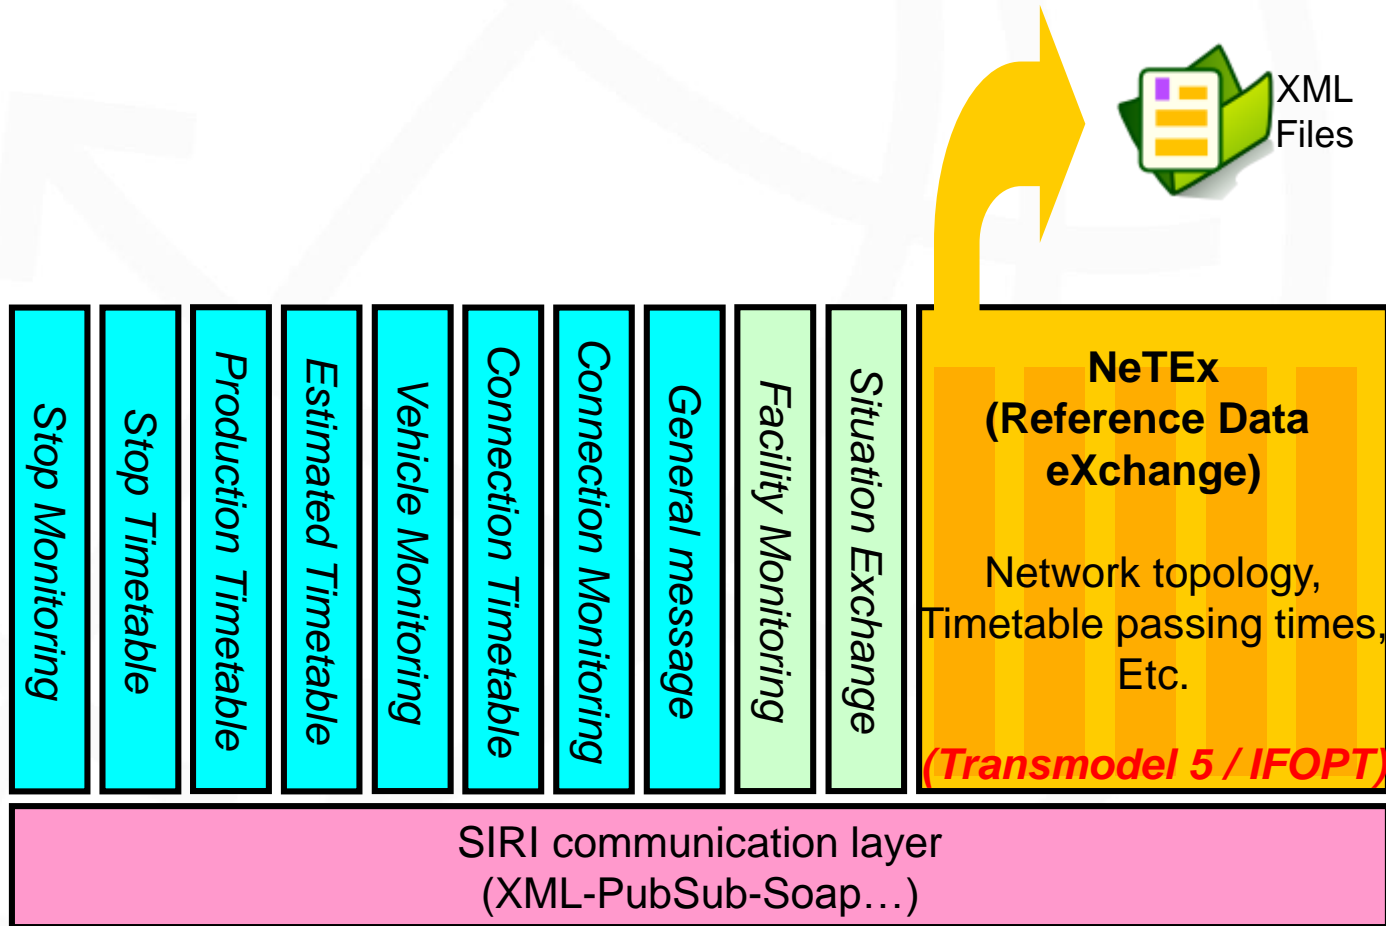 XML
Files
Stop Monitoring
Stop Timetable
Production Timetable
Estimated Timetable
Vehicle Monitoring
Connection Timetable
Connection Monitoring
General message
Facility Monitoring
Situation Exchange
NeTEx
(Reference Data
eXchange)
Network topology,
Timetable passing times,
Etc.
(Transmodel 5 / IFOPT)
SIRI communication layer
(XML-PubSub-Soap…)